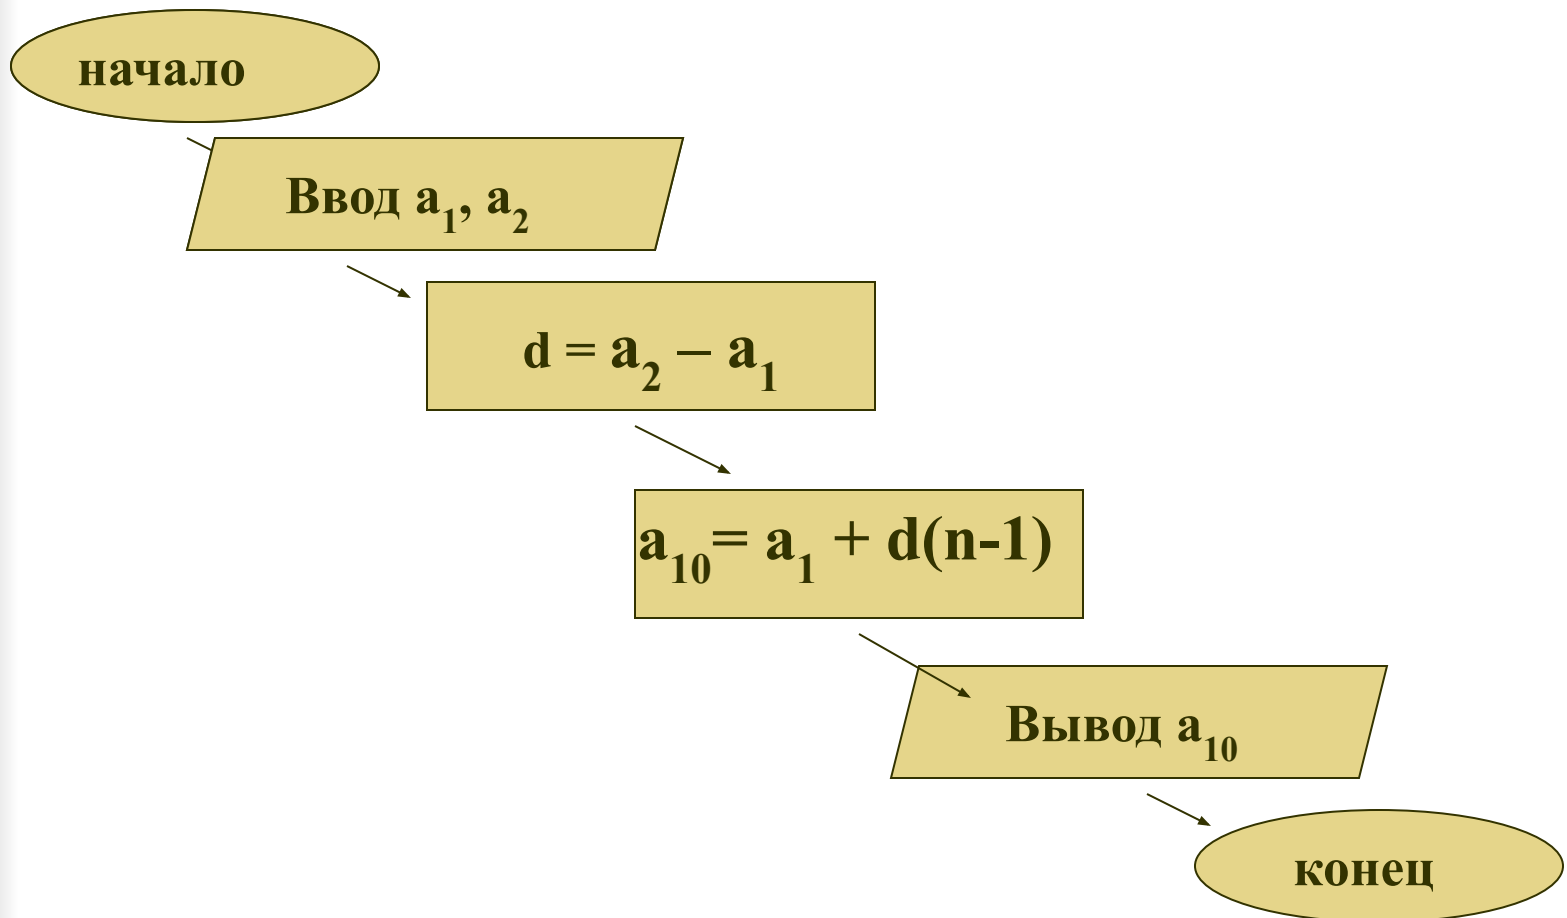 начало
Ввод a₁, a₂
d = a₂ – a₁
a₁₀= a₁ + d(n-1)
Вывод a₁₀
конец